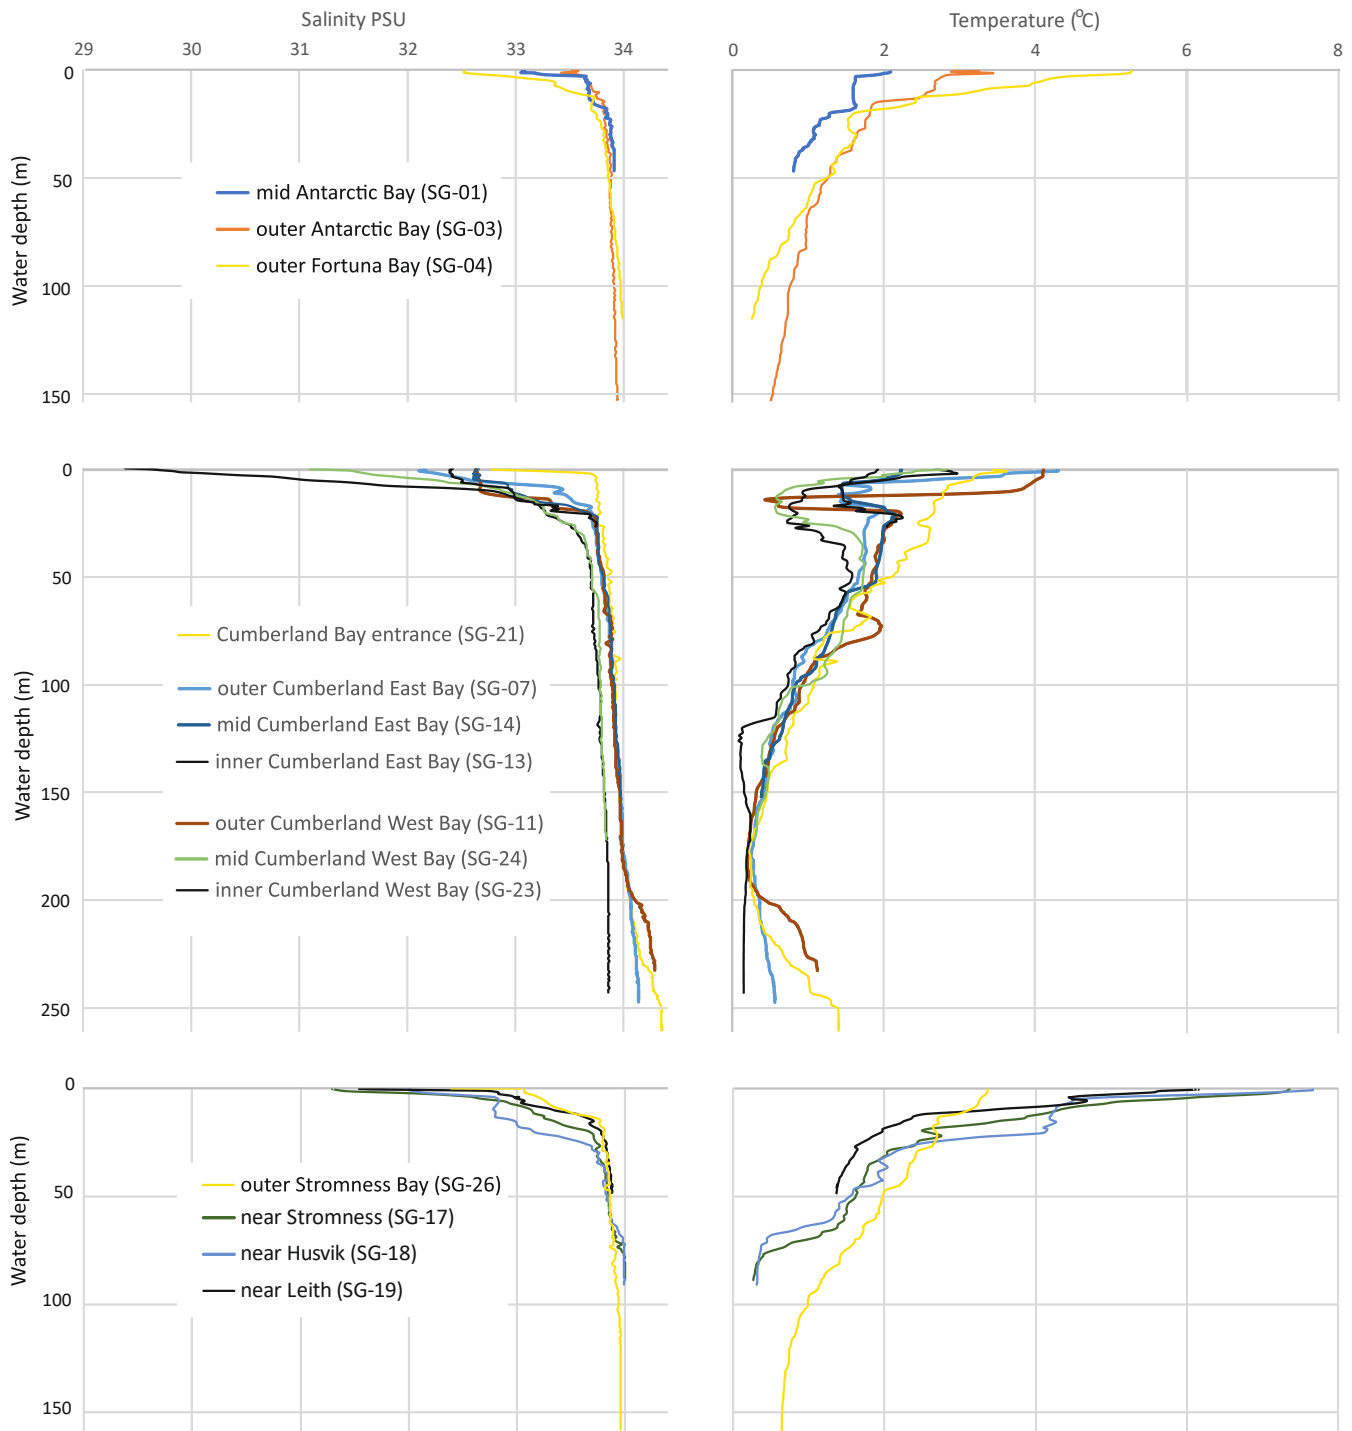 Salinity PSU
Temperature (°C)
29 30 31 32 33 34
0 2 4 6 8
0
50
100
150
Water depth (m)
mid Antarctic Bay (SG-01)
outer Antarctic Bay (SG-03)
outer Fortuna Bay (SG-04)
0
50
100
150
200
250
Water depth (m)
Cumberland Bay entrance (SG-21)
outer Cumberland East Bay (SG-07)
mid Cumberland East Bay (SG-14)
inner Cumberland East Bay (SG-13)
outer Cumberland West Bay (SG-11)
mid Cumberland West Bay (SG-24)
inner Cumberland West Bay (SG-23)
0
50
100
150
Water depth (m)
outer Stromness Bay (SG-26)
near Stromness (SG-17)
near Husvik (SG-18)
near Leith (SG-19)